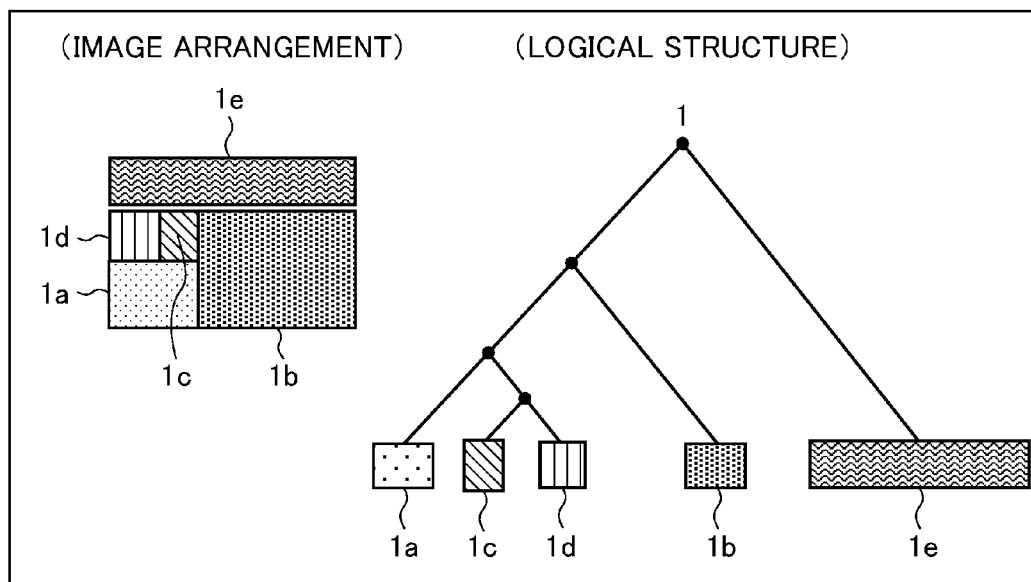 (IMAGE ARRANGEMENT)
(LOGICAL STRUCTURE)
1e
1d
1a
1c
1b
1
1a
1c
1d
1b
1e